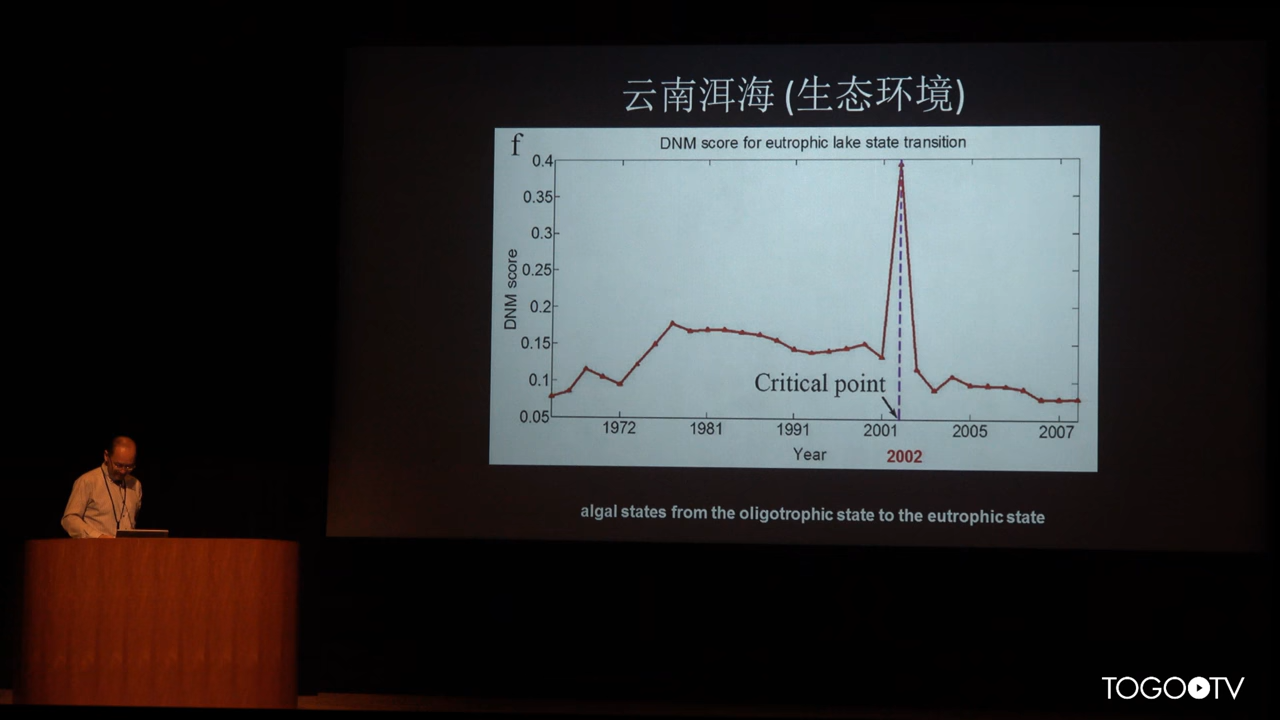 云南洱海 (生态环境)
f
DNM score for eutrophic lake state transition
0.4
0.35
0.3
0.25
0.2
0.15
0.1
0.05
DNM score
Critical point
1972 1981 1991 2001 2005 2007
Year 2002
algal states from the oligotrophic state to the eutrophic state
TOGOTV